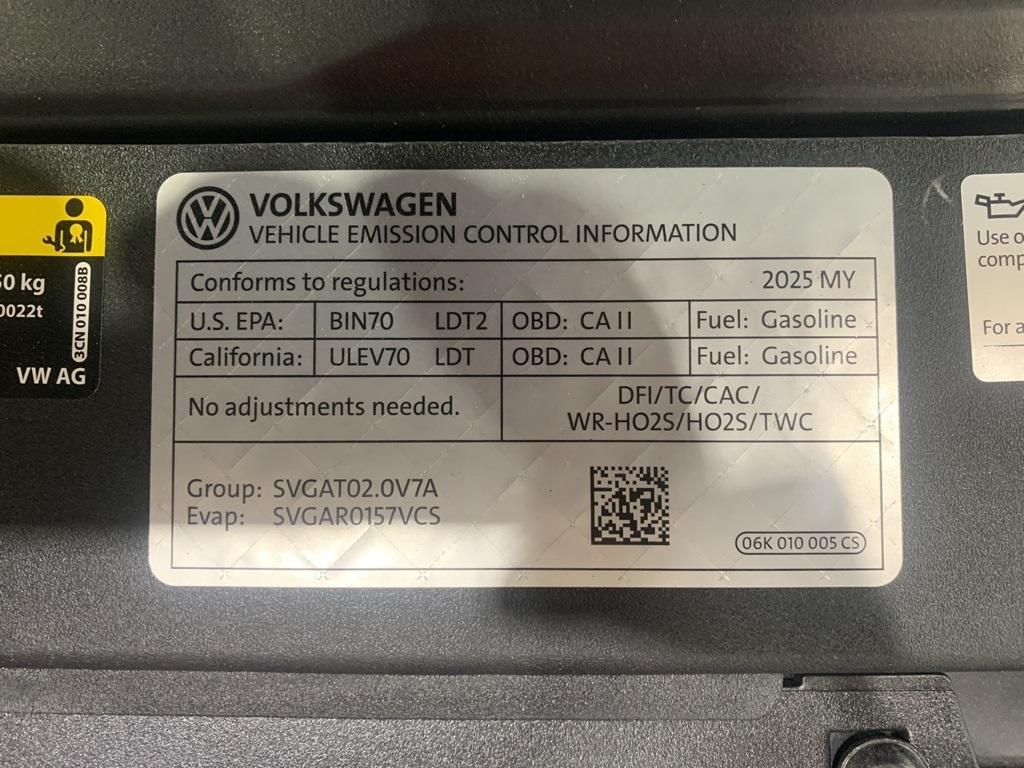 VOLKSWAGEN
VEHICLE EMISSION CONTROL INFORMATION
Conforms to regulations: 2025 MY
U.S. EPA: BIN70 LDT2 OBD: CA II Fuel: Gasoline
California: ULEV70 LDT OBD: CA II Fuel: Gasoline
No adjustments needed.
DFI/TC/CAC/
WR-HO2S/HO2S/TWC
Group: SVGAT02.0V7A
Evap: SVGAR0157VCS
06K 010 005 CS
kg
0022t
3CN 010 008B
VW AG
Use
For